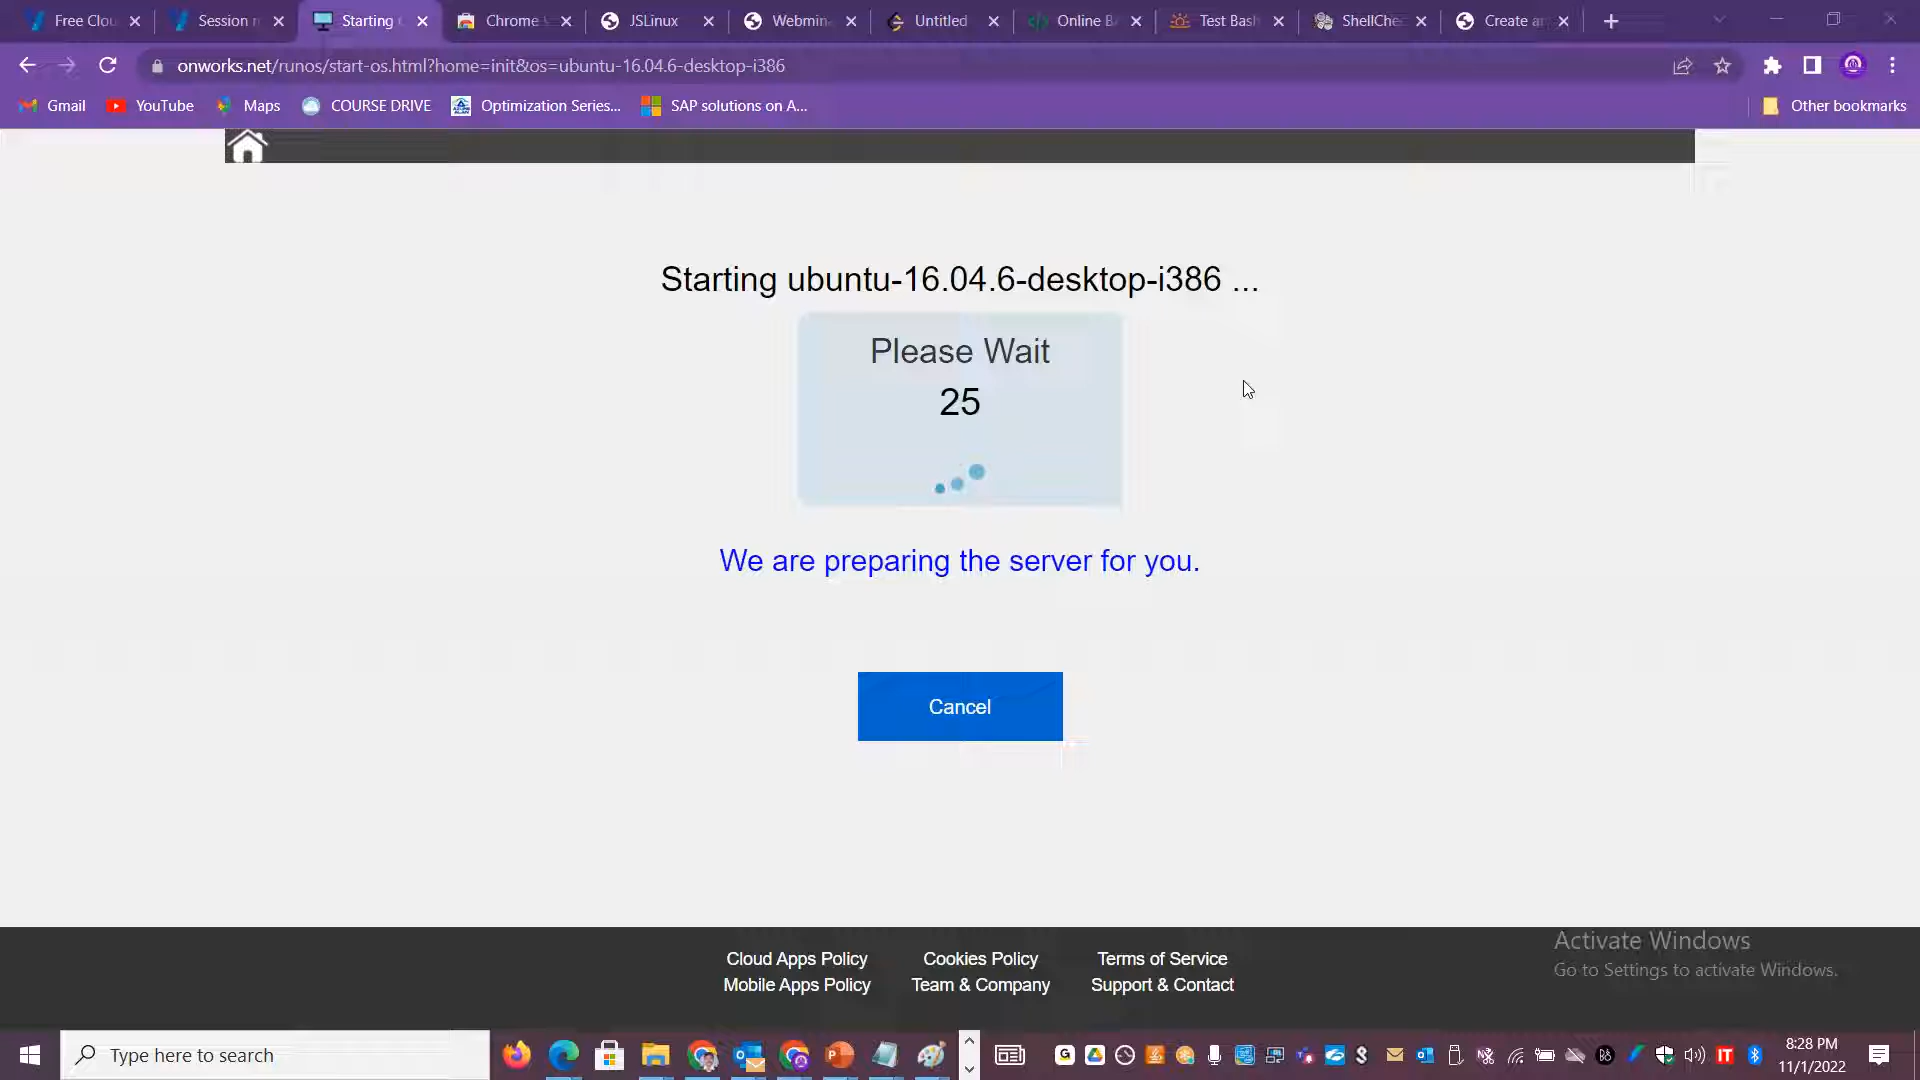 Free Clou
Session m
Starting
Chrome
JSLinux
Webmin
Untitled
Online B
Test Bash
ShellChe
Create a
onworks.net/runos/start-os.html?home=init&os=ubuntu-16.04.6-desktop-i386
Gmail
YouTube
Maps
COURSE DRIVE
Optimization Series...
SAP solutions on A...
Other bookmarks
Starting ubuntu-16.04.6-desktop-i386 ...
Please Wait
25
We are preparing the server for you.
Cancel
Cloud Apps Policy
Cookies Policy
Terms of Service
Mobile Apps Policy
Team & Company
Support & Contact
Activate Windows
Go to Settings to activate Windows.
Type here to search
8:28 PM
11/1/2022